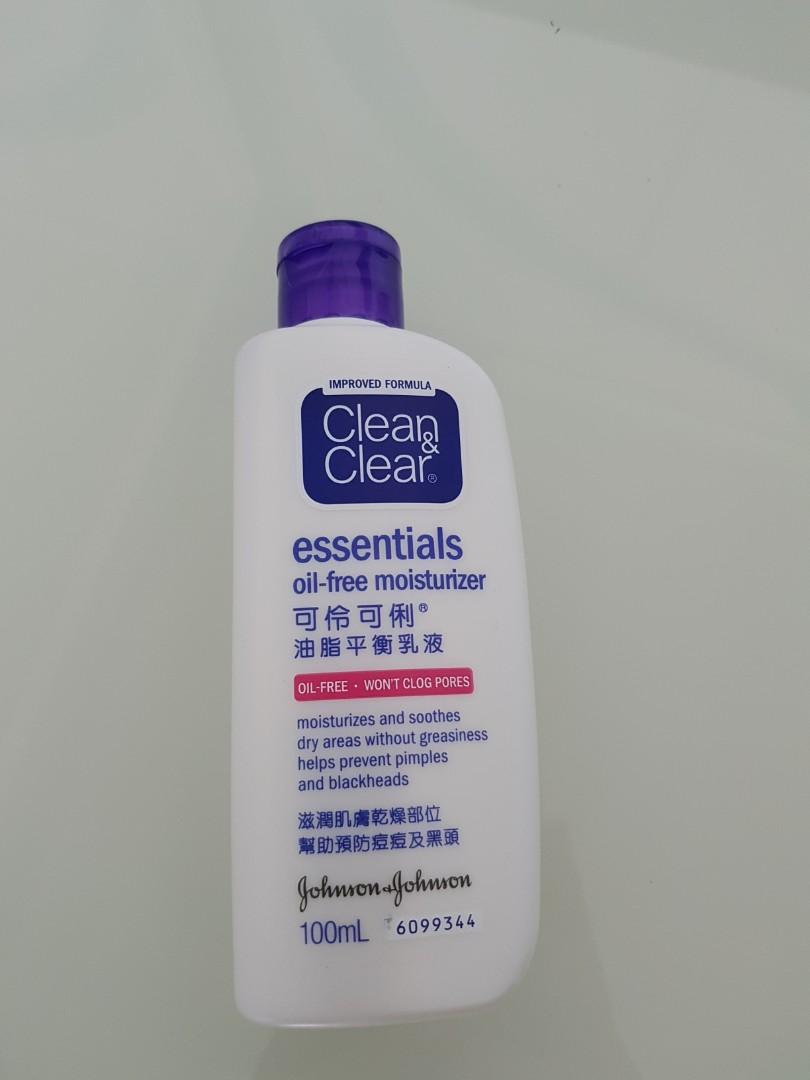 IMPROVED FORMULA
Clean
&
Clear®
essentials
oil-free moisturizer
可伶可俐®
油脂平衡乳液
OIL-FREE · WON'T CLOG PORES
moisturizes and soothes
dry areas without greasiness
helps prevent pimples
and blackheads
滋潤肌膚乾燥部位
幫助預防痘痘及黑頭
Johnson & Johnson
100mL 6099344